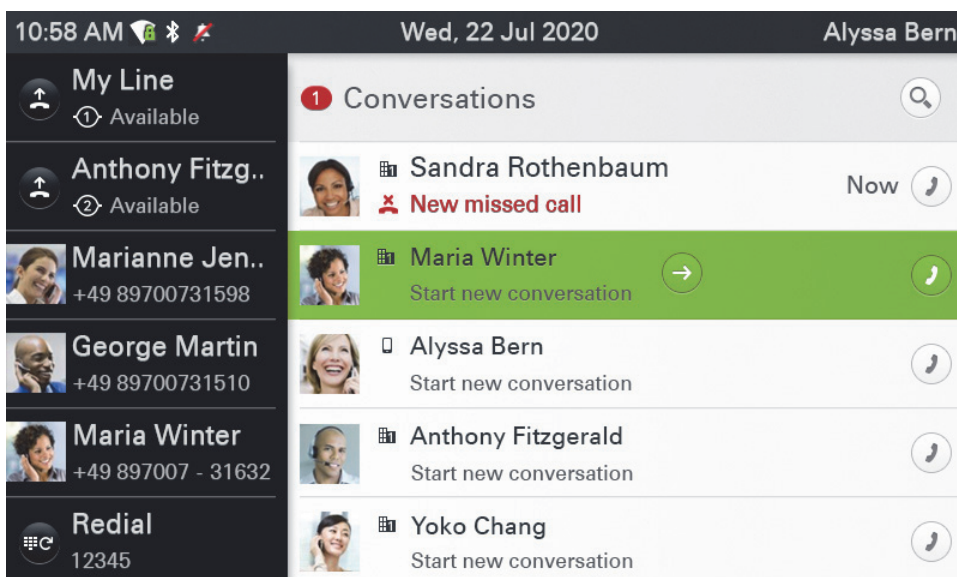 10:58 AM
Wed, 22 Jul 2020
Alyssa Bern
My Line
1 Available
Anthony Fitzg..
2 Available
Marianne Jen..
+49 89700731598
George Martin
+49 89700731510
Maria Winter
+49 897007 - 31632
Redial
12345
1 Conversations
Sandra Rothenbaum
New missed call
Now
Maria Winter
Start new conversation
Alyssa Bern
Start new conversation
Anthony Fitzgerald
Start new conversation
Yoko Chang
Start new conversation